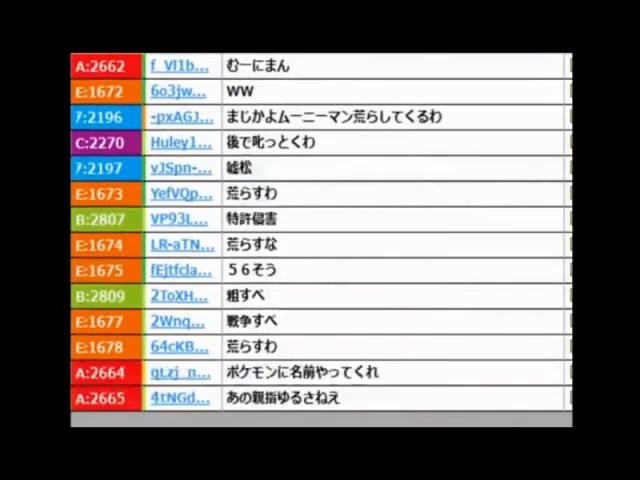 A:2662 f_Vl1b... むーにまん
E:1672 6o3jw... WW
ｱ:2196 -pxAGJ... まじかよムーニーマン荒らしてくるわ
C:2270 Huley1... 後で叱っとくわ
ｱ:2197 vJSpn-... 嘘松
E:1673 YefVQp... 荒らすわ
B:2807 VP93L... 特許侵害
E:1674 LR-aTN... 荒らすな
E:1675 fEjtfcla... ５６そう
B:2809 2ToXH... 粗すべ
E:1677 2Wnq... 戦争すべ
E:1678 64cKB... 荒らすわ
A:2664 qLzj_n... ポケモンに名前やってくれ
A:2665 4tNGd... あの親指ゆるさねえ